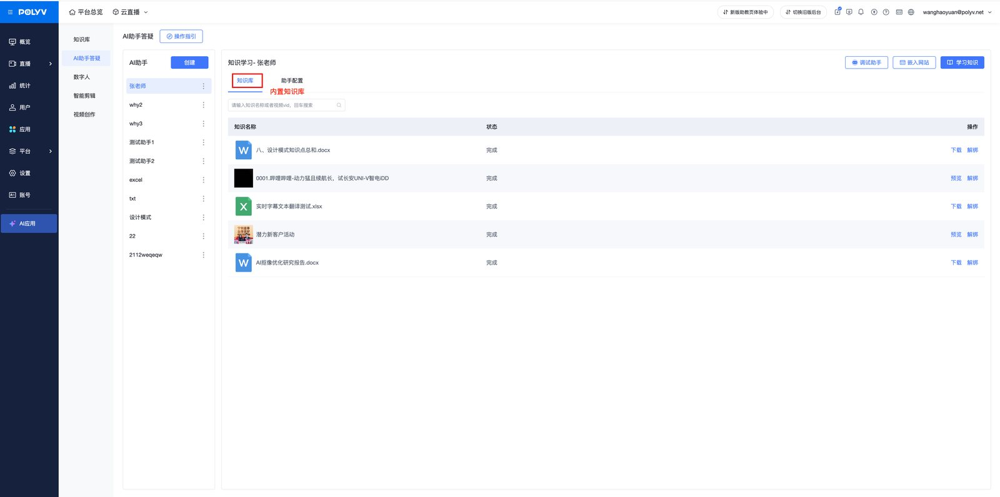 POLYV
平台总览
云直播
新版助教页体验中
切换旧版后台
wanghaoyuan@polyv.net
概览
直播
统计
用户
应用
平台
设置
账号
AI应用
知识库
AI助手答疑
数字人
智能剪辑
视频创作
AI助手答疑
操作指引
AI助手
创建
张老师
why2
why3
测试助手1
测试助手2
excel
txt
设计模式
22
2112weqeqw
知识学习- 张老师
调试助手
嵌入网站
学习知识
知识库
助手配置
内置知识库
请输入知识名称或者视频vid，回车搜索
知识名称 状态 操作
八、设计模式知识点总和.docx 完成 下载 解绑
0001.哔哩哔哩-动力猛且续航长，试长安UNI-V智电iDD 完成 预览 解绑
实时字幕文本翻译测试.xlsx 完成 下载 解绑
潜力新客户活动 完成 预览 解绑
AI抠像优化研究报告.docx 完成 下载 解绑